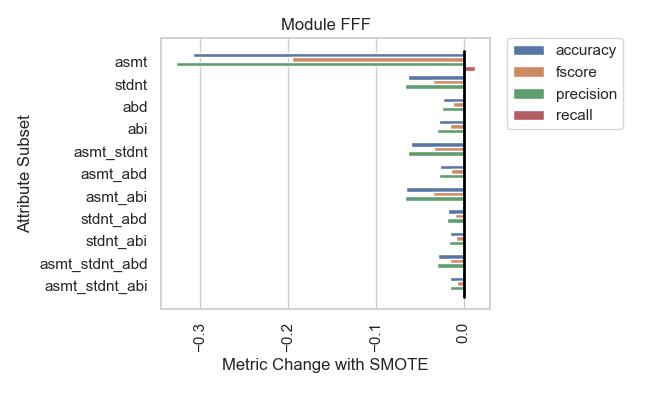 Module FFF
Attribute Subset
asmt
stdnt
abd
abi
asmt_stdnt
asmt_abd
asmt_abi
stdnt_abd
stdnt_abi
asmt_stdnt_abd
asmt_stdnt_abi
−0.3
−0.2
−0.1
0.0
Metric Change with SMOTE
accuracy
fscore
precision
recall